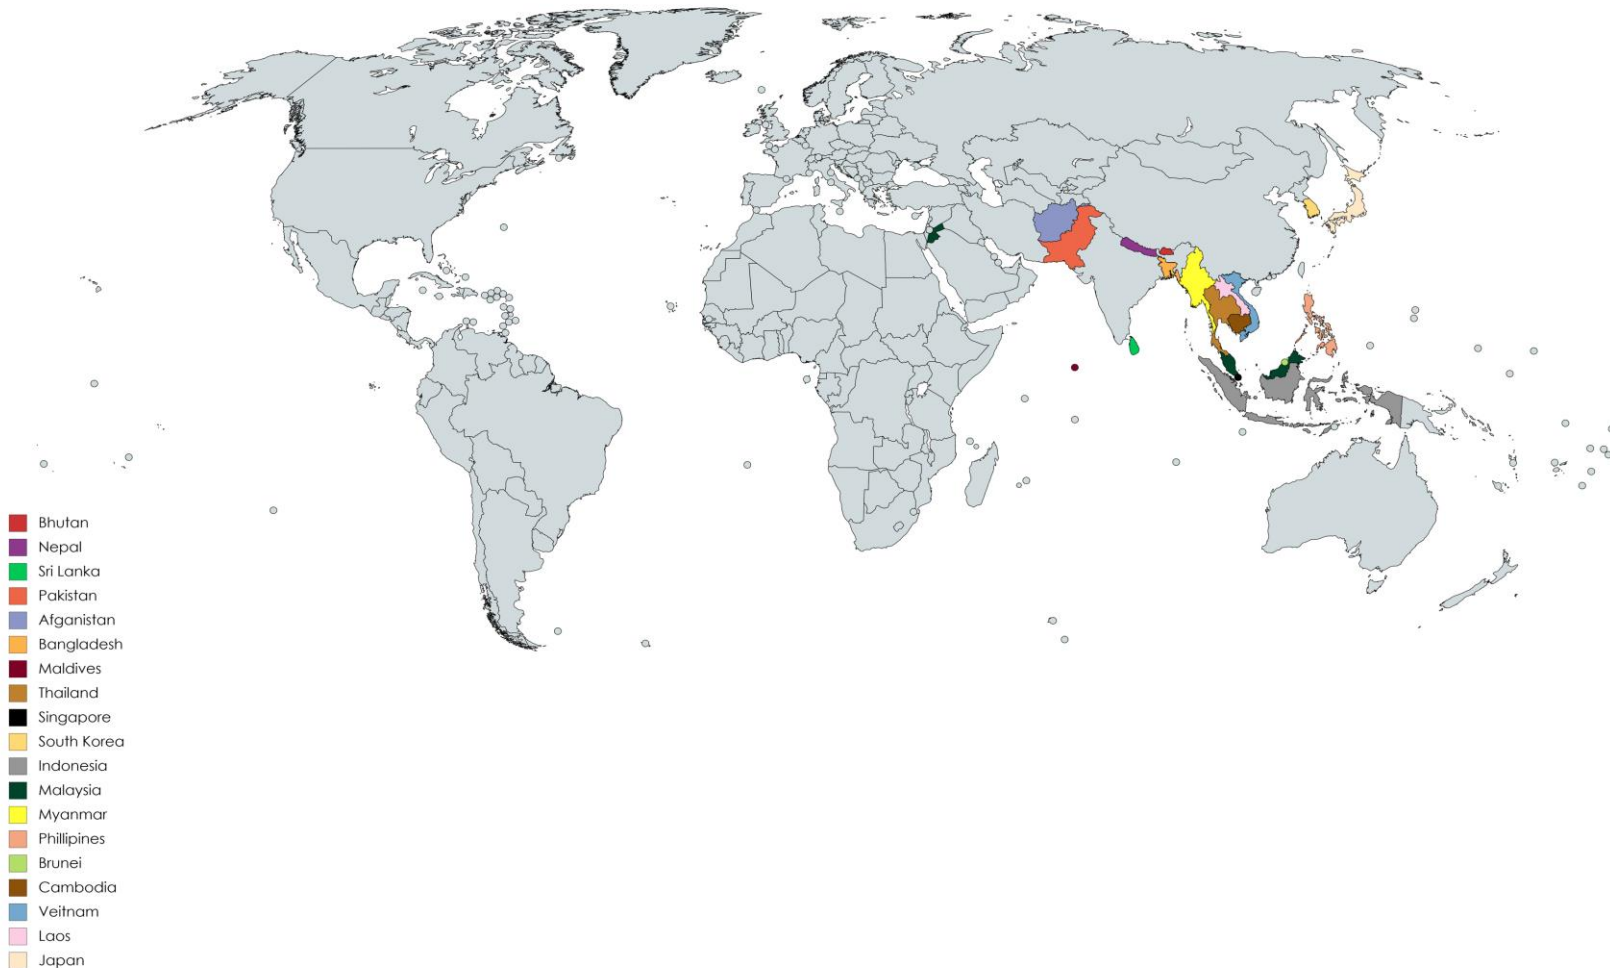 Bhutan
Nepal
Sri Lanka
Pakistan
Afganistan
Bangladesh
Maldives
Thailand
Singapore
South Korea
Indonesia
Malaysia
Myanmar
Phillipines
Brunei
Cambodia
Veitnam
Laos
Japan